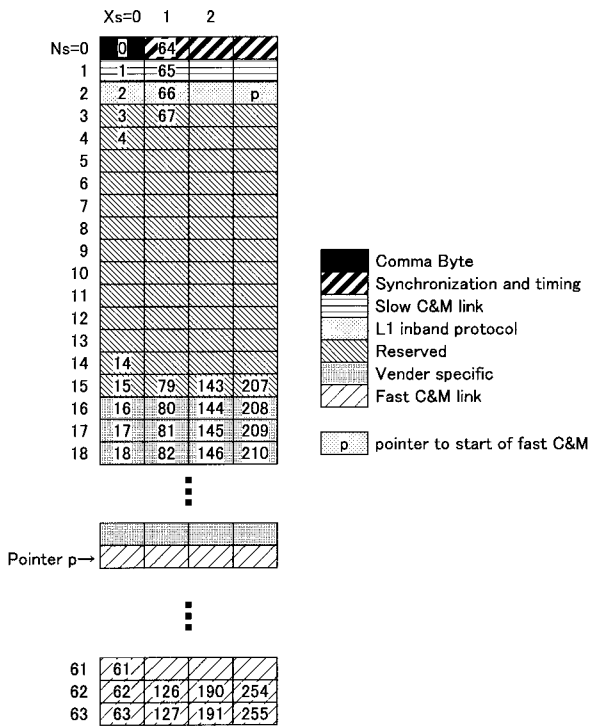 Xs=0 1 2
Ns=0 0 64
1 1 65
2 2 66 p
3 3 67
4 4
5
6
7
8
9
10
11
12
13
14 14
15 15 79 143 207
16 16 80 144 208
17 17 81 145 209
18 18 82 146 210
Pointer p→
61 61
62 62 126 190 254
63 63 127 191 255
Comma Byte
Synchronization and timing
Slow C&M link
L1 inband protocol
Reserved
Vender specific
Fast C&M link
p pointer to start of fast C&M